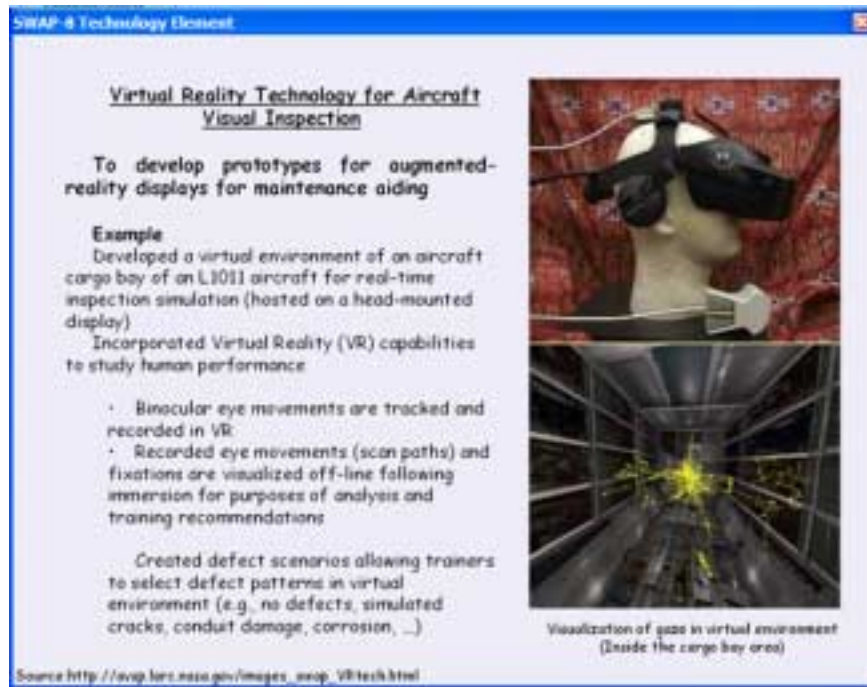 SWAP-8 Technology Element
Virtual Reality Technology for Aircraft
Visual Inspection
To develop prototypes for augmented-
reality displays for maintenance aiding
Example
Developed a virtual environment of an aircraft
cargo bay of an L1011 aircraft for real-time
inspection simulation (hosted on a head-mounted
display)
Incorporated Virtual Reality (VR) capabilities
to study human performance
• Binocular eye movements are tracked and
recorded in VR
• Recorded eye movements (scan paths) and
fixations are visualized off-line following
immersion for purposes of analysis and
training recommendations
Created defect scenarios allowing trainers
to select defect patterns in virtual
environment (e.g., no defects, simulated
cracks, conduit damage, corrosion, ...)
Visualization of gaze in virtual environment
(Inside the cargo bay area)
Source:http://avsp.larc.nasa.gov/images_swap_VRtech.html